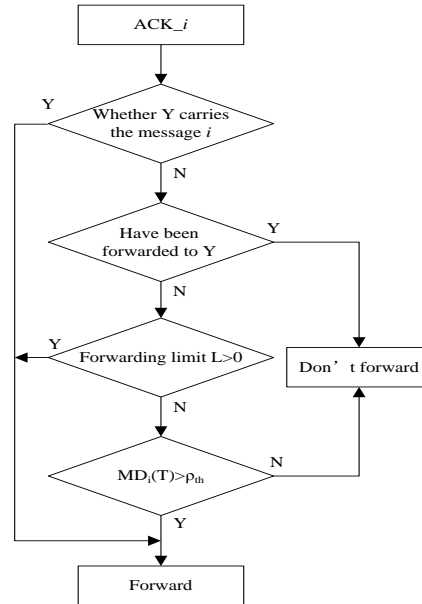 ACK_i
Y
Whether Y carries
the message i
N
Have been
forwarded to Y
Y
N
Y
Forwarding limit L>0
Don’t forward
N
MDi(T)>ρth
N
Y
Forward